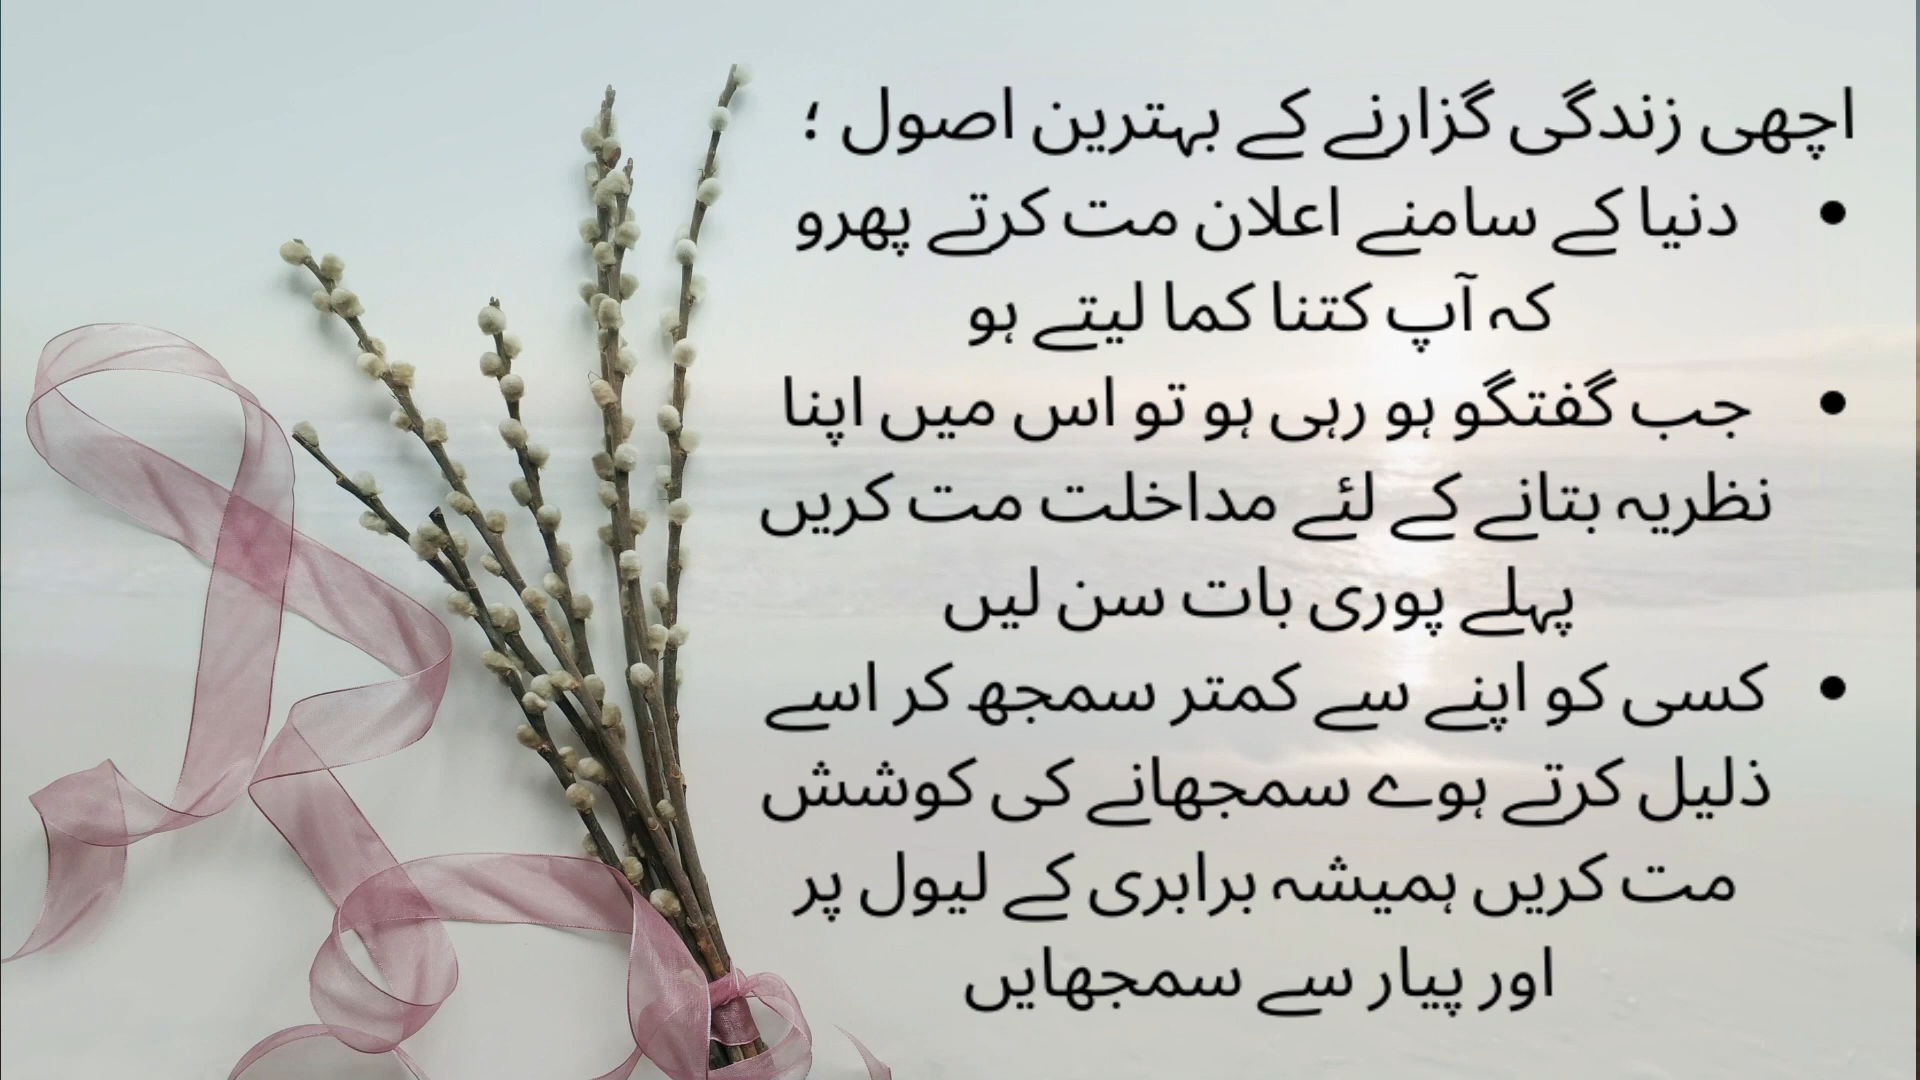 اچھی زندگی گزارنے کے بہترین اصول ؛
• دنیا کے سامنے اعلان مت کرتے پھرو
کہ آپ کتنا کما لیتے ہو
• جب گفتگو ہو رہی ہو تو اس میں اپنا
نظریہ بتانے کے لئے مداخلت مت کریں
پہلے پوری بات سن لیں
• کسی کو اپنے سے کمتر سمجھ کر اسے
ذلیل کرتے ہوے سمجھانے کی کوشش
مت کریں ہمیشہ برابری کے لیول پر
اور پیار سے سمجھایں